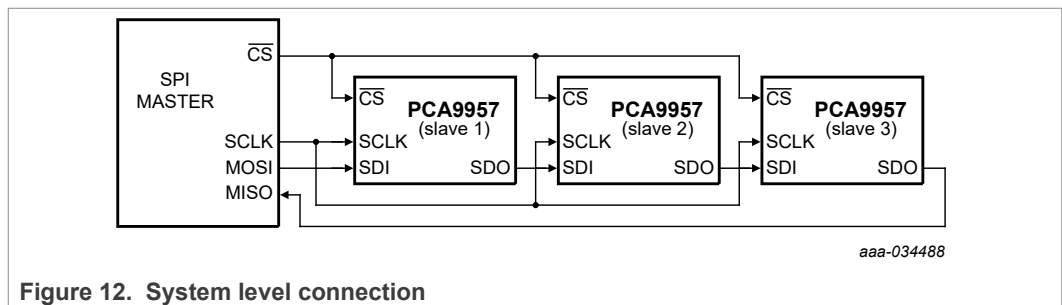 CS
SPI
MASTER
SCLK
MOSI
MISO
CS
PCA9957
(slave 1)
SCLK
SDI
SDO
CS
PCA9957
(slave 2)
SCLK
SDI
SDO
CS
PCA9957
(slave 3)
SCLK
SDI
SDO
aaa-034488
Figure 12. System level connection